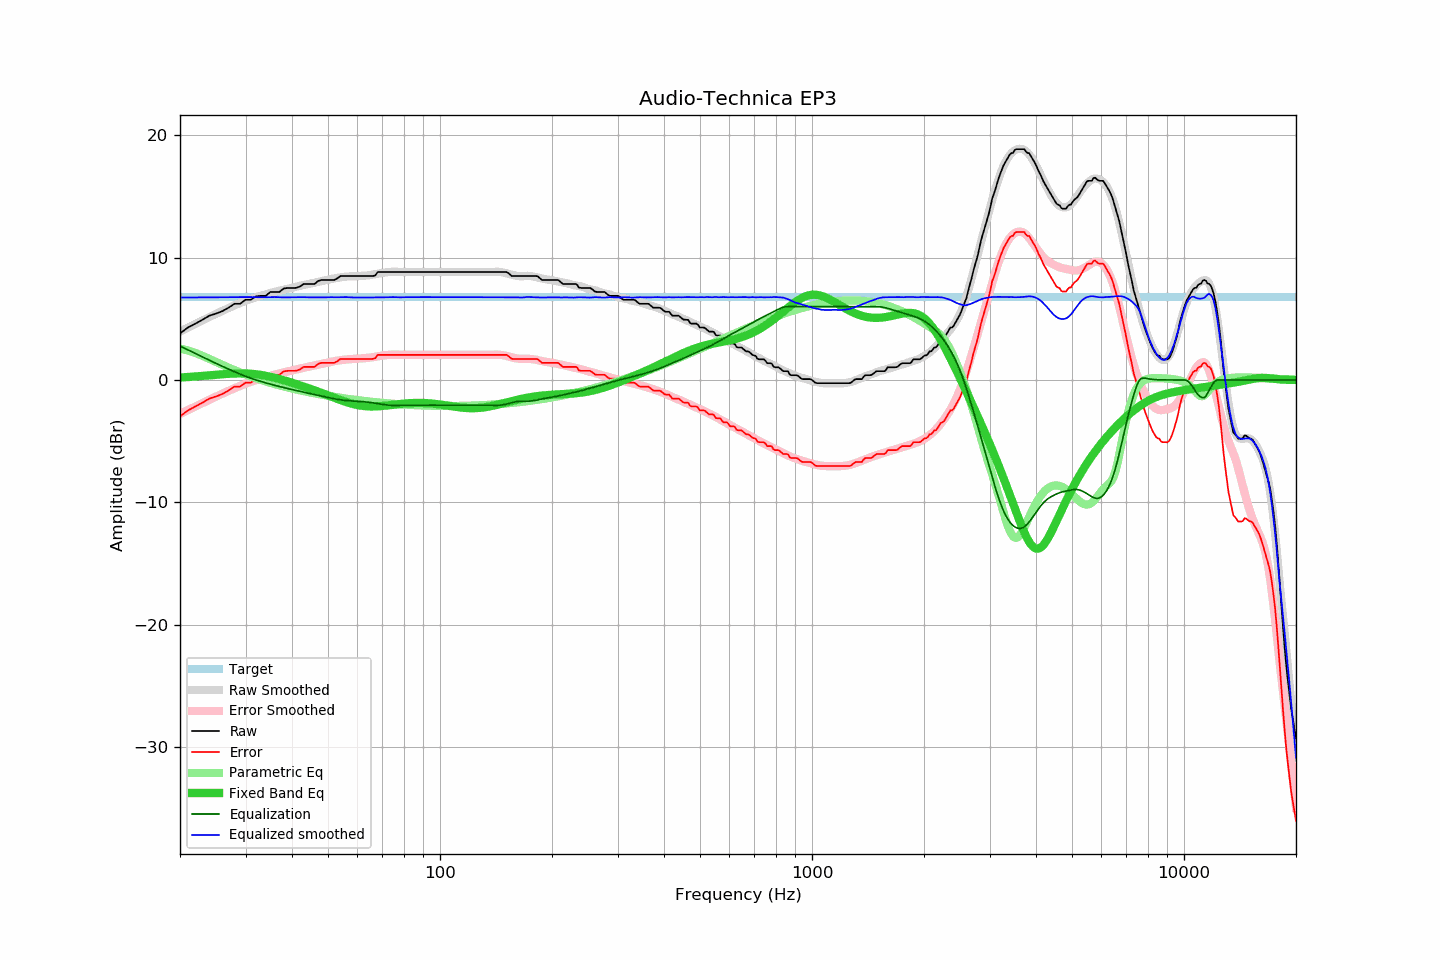 Audio-Technica EP3
20
10
0
−10
−20
−30
Amplitude (dBr)
Target
Raw Smoothed
Error Smoothed
Raw
Error
Parametric Eq
Fixed Band Eq
Equalization
Equalized smoothed
100
1000
10000
Frequency (Hz)